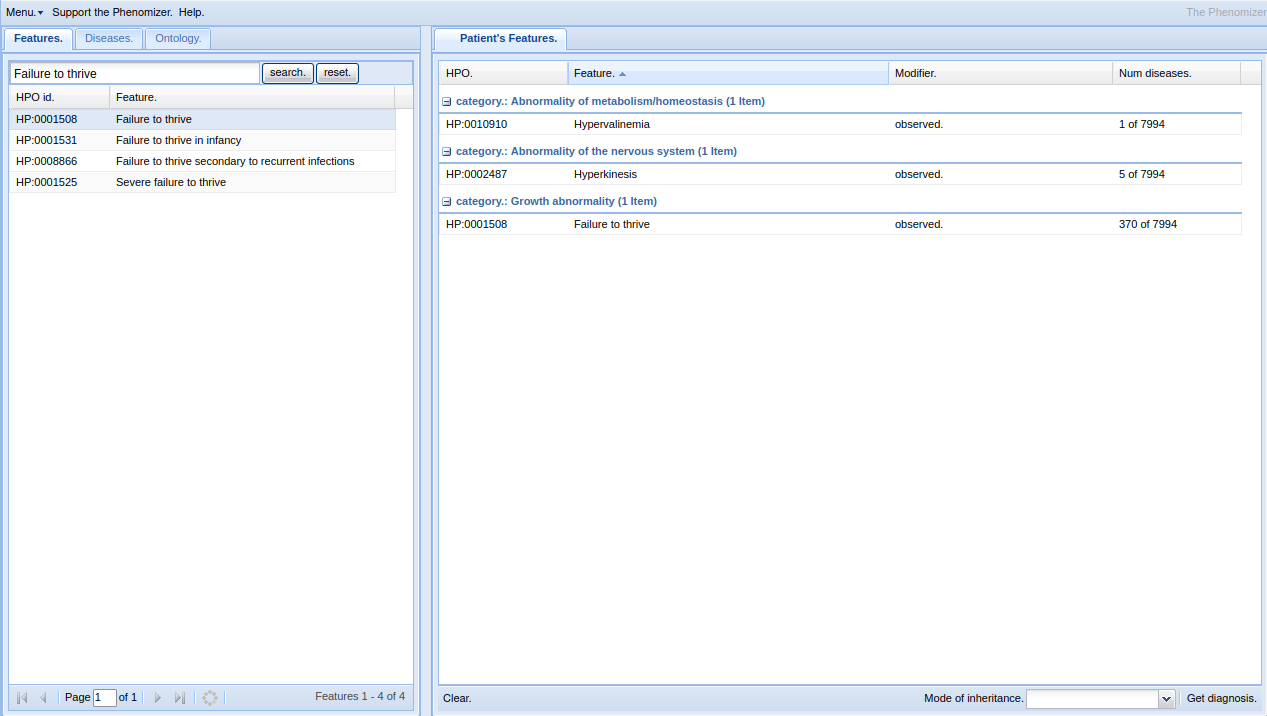 Menu. Support the Phenomizer. Help. The Phenomizer
Features. Diseases. Ontology.
Failure to thrive search. reset.
HPO id. Feature.
HP:0001508 Failure to thrive
HP:0001531 Failure to thrive in infancy
HP:0008866 Failure to thrive secondary to recurrent infections
HP:0001525 Severe failure to thrive
Page 1 of 1 Features 1 - 4 of 4
Patient's Features.
HPO. Feature. Modifier. Num diseases.
category.: Abnormality of metabolism/homeostasis (1 Item)
HP:0010910 Hypervalinemia observed. 1 of 7994
category.: Abnormality of the nervous system (1 Item)
HP:0002487 Hyperkinesis observed. 5 of 7994
category.: Growth abnormality (1 Item)
HP:0001508 Failure to thrive observed. 370 of 7994
Clear. Mode of inheritance. Get diagnosis.